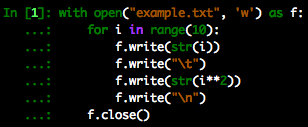 In [1]: with open("example.txt", 'w') as f:
   ...:     for i in range(10):
   ...:         f.write(str(i))
   ...:         f.write("\t")
   ...:         f.write(str(i**2))
   ...:         f.write("\n")
   ...:     f.close()